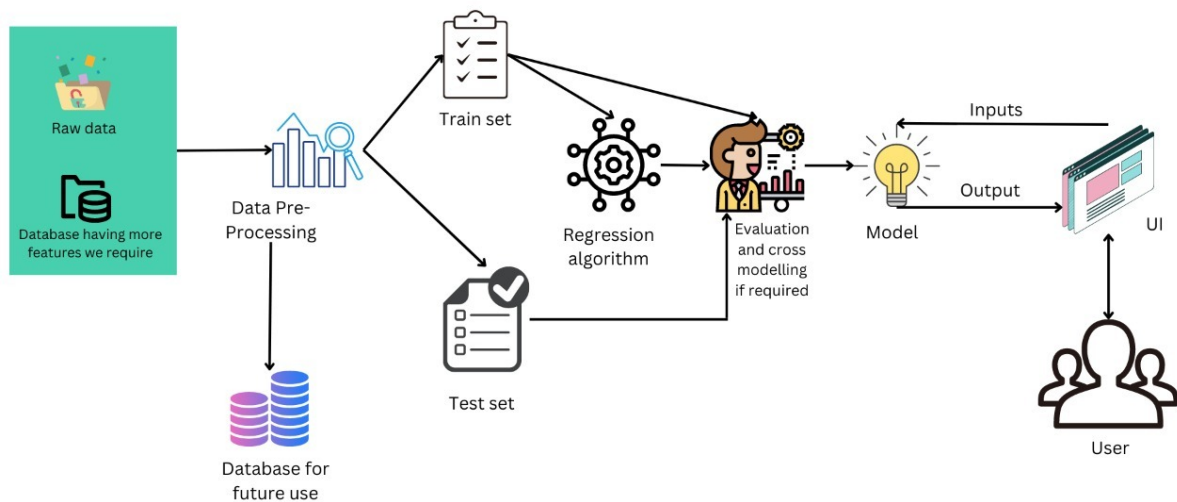 Raw data
Database having more
features we require
Data Pre-
Processing
Database for
future use
Train set
Test set
Regression
algorithm
Evaluation
and cross
modelling
if required
Model
Inputs
Output
UI
User